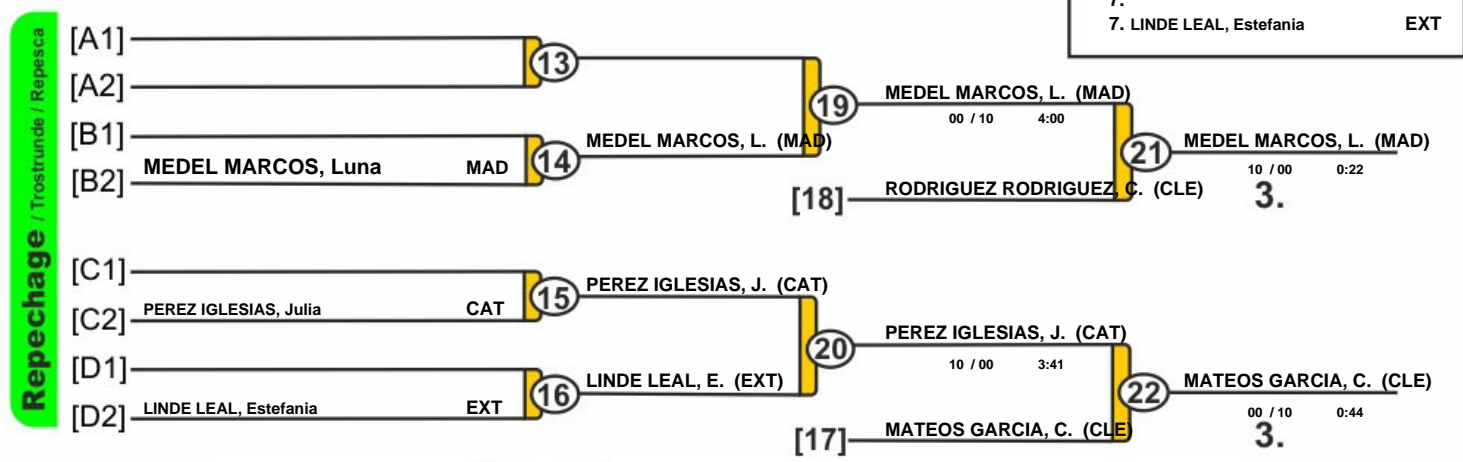 7.
7. LINDE LEAL, Estefania EXT
Repechage / Trostrunde / Repesca
[A1]
13
[A2]
19
MEDEL MARCOS, L. (MAD)
00 / 10 4:00
[B1]
MEDEL MARCOS, Luna MAD
14
MEDEL MARCOS, L. (MAD)
21
MEDEL MARCOS, L. (MAD)
10 / 00 0:22
[B2]
[18]
RODRIGUEZ RODRIGUEZ, C. (CLE)
3.
[C1]
15
PEREZ IGLESIAS, J. (CAT)
PEREZ IGLESIAS, Julia CAT
[C2]
20
PEREZ IGLESIAS, J. (CAT)
10 / 00 3:41
[D1]
16
LINDE LEAL, E. (EXT)
22
MATEOS GARCIA, C. (CLE)
00 / 10 0:44
LINDE LEAL, Estefania EXT
[D2]
[17]
MATEOS GARCIA, C. (CLE)
3.